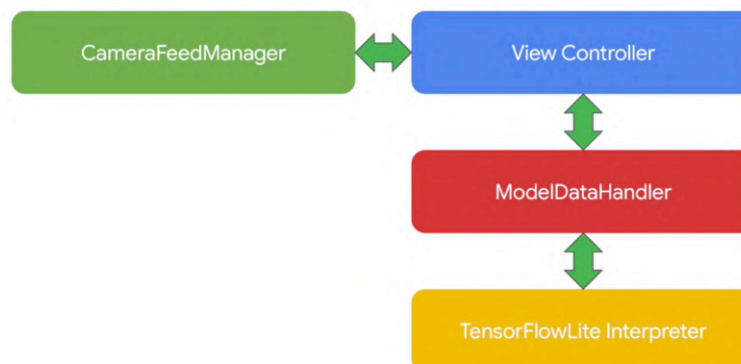 CameraFeedManager
View Controller
ModelDataHandler
TensorFlowLite Interpreter